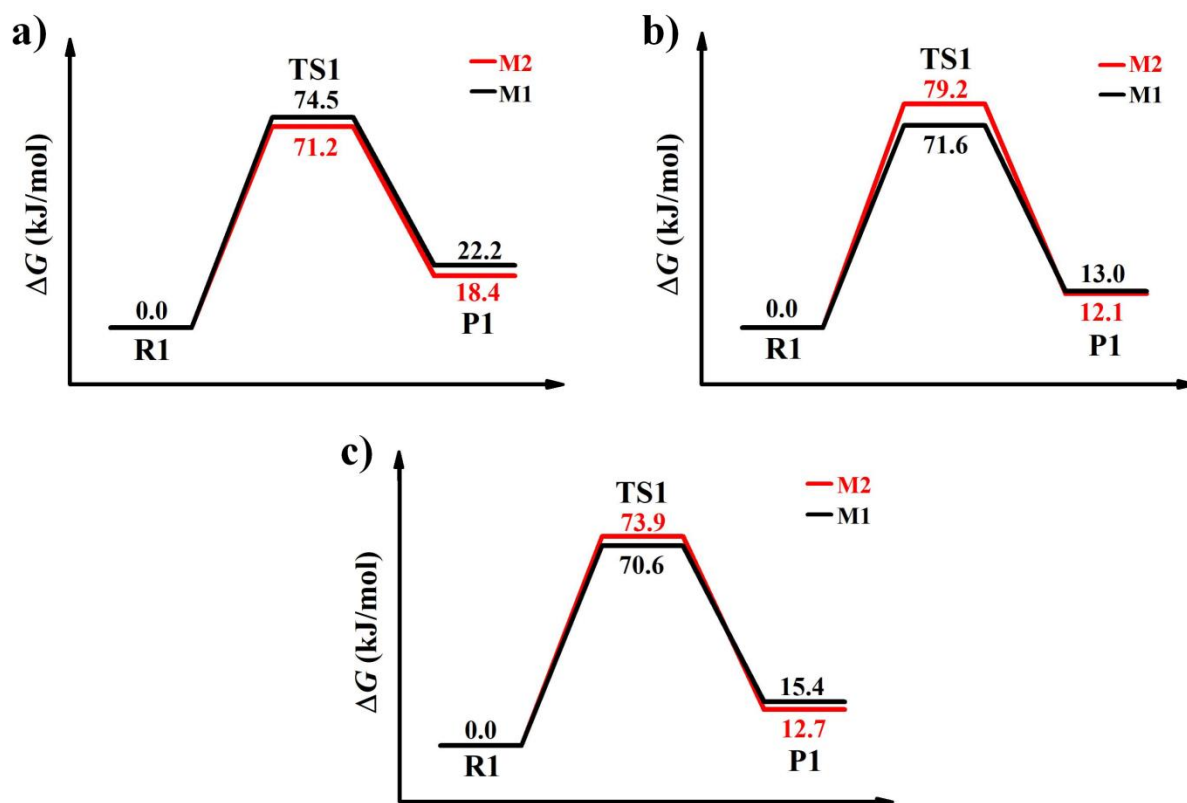 a)
ΔG (kJ/mol)
M2
M1
TS1
74.5
71.2
0.0
R1
22.2
18.4
P1
b)
ΔG (kJ/mol)
M2
M1
TS1
79.2
71.6
0.0
R1
13.0
12.1
P1
c)
ΔG (kJ/mol)
M2
M1
TS1
73.9
70.6
0.0
R1
15.4
12.7
P1